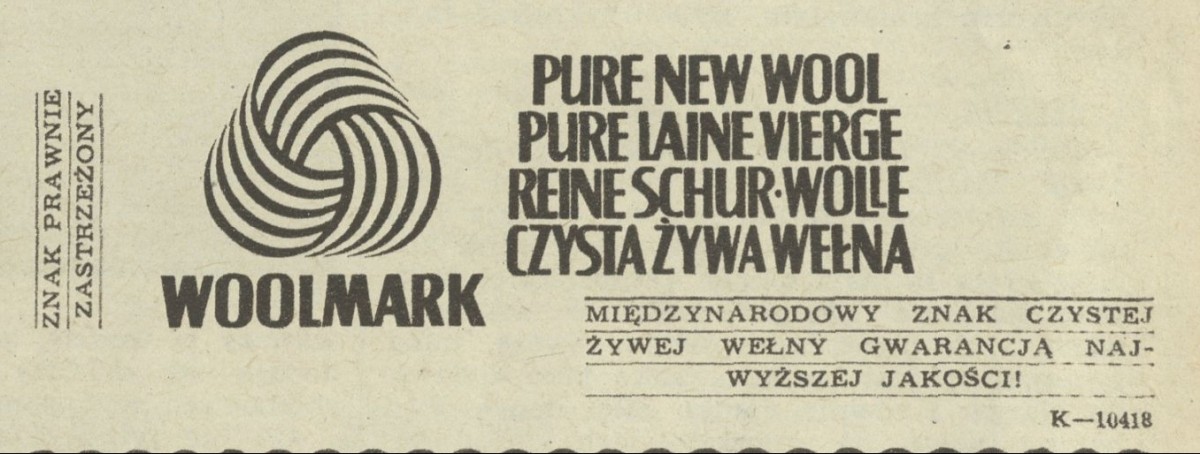 ZNAK PRAWNIE
ZASTRZEŻONY
WOOLMARK
PURE NEW WOOL
PURE LAINE VIERGE
REINE SCHUR·WOLLE
CZYSTA ŻYWA WEŁNA
MIĘDZYNARODOWY ZNAK CZYSTEJ
ŻYWEJ WEŁNY GWARANCJĄ NAJ-
WYŻSZEJ JAKOŚCI!
K—10418